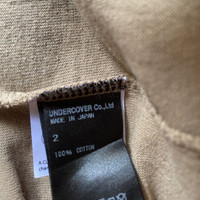 UNDERCOVER Co.,Ltd
MADE IN JAPAN
2
100% COTTON